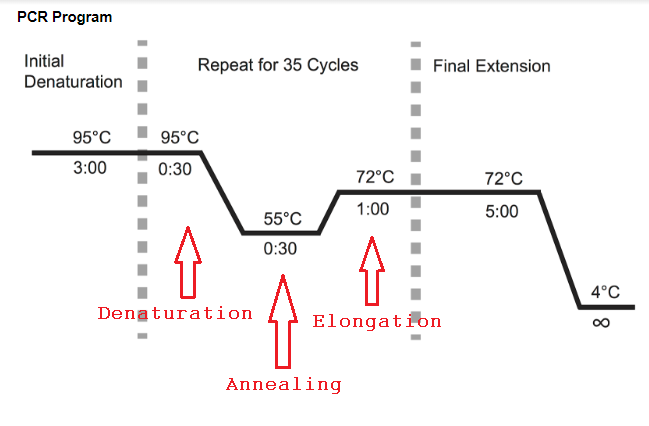 PCR Program
Initial
Denaturation
Repeat for 35 Cycles
Final Extension
95°C
3:00
95°C
0:30
55°C
0:30
72°C
1:00
72°C
5:00
4°C
∞
Denaturation
Annealing
Elongation